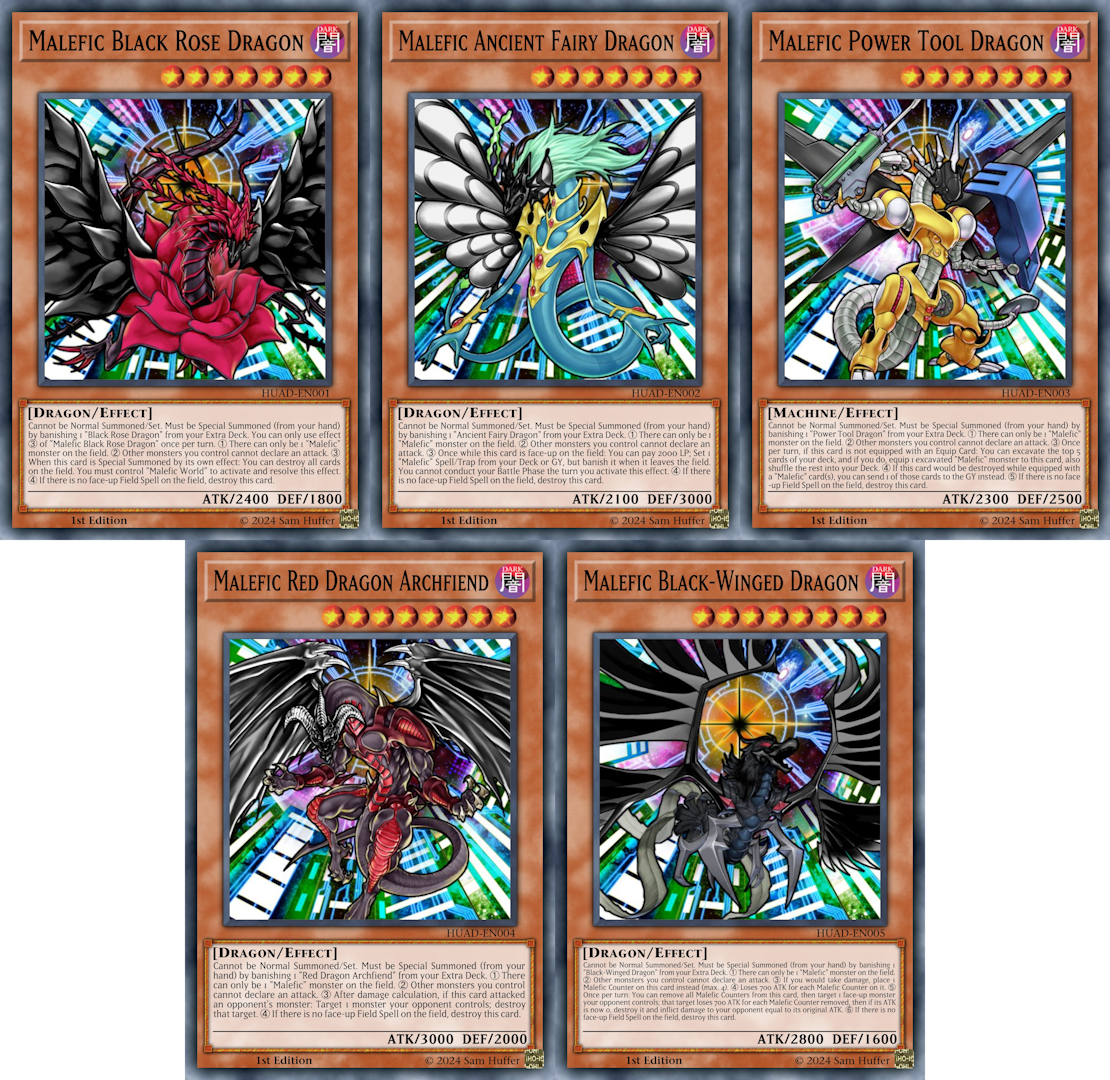 MALEFIC BLACK ROSE DRAGON
DARK
闇
HUAD-EN001
[DRAGON/EFFECT]
Cannot be Normal Summoned/Set. Must be Special Summoned (from your hand)
by banishing 1 "Black Rose Dragon" from your Extra Deck. You can only use effect
③ of "Malefic Black Rose Dragon" once per turn. ① There can only be 1 "Malefic"
monster on the field. ② Other monsters you control cannot declare an attack. ③
When this card is Special Summoned by its own effect: You can destroy all cards
on the field. You must control "Malefic World" to activate and resolve this effect.
④ If there is no face-up Field Spell on the field, destroy this card.
ATK/2400 DEF/1800
1st Edition
© 2024 Sam Huffer
MALEFIC ANCIENT FAIRY DRAGON
DARK
闇
HUAD-EN002
[DRAGON/EFFECT]
Cannot be Normal Summoned/Set. Must be Special Summoned (from your hand)
by banishing 1 "Ancient Fairy Dragon" from your Extra Deck. ① There can only be 1
"Malefic" monster on the field. ② Other monsters you control cannot declare an
attack. ③ Once while this card is face-up on the field: You can pay 2000 LP; Set 1
"Malefic" Spell/Trap from your Deck or GY, but banish it when it leaves the field.
You cannot conduct your Battle Phase the turn you activate this effect. ④ If there
is no face-up Field Spell on the field, destroy this card.
ATK/2100 DEF/3000
1st Edition
© 2024 Sam Huffer
MALEFIC POWER TOOL DRAGON
DARK
闇
HUAD-EN003
[MACHINE/EFFECT]
Cannot be Normal Summoned/Set. Must be Special Summoned (from your hand) by
banishing 1 "Power Tool Dragon" from your Extra Deck. ① There can only be 1 "Malefic"
monster on the field. ② Other monsters you control cannot declare an attack. ③ Once
per turn, if this card is not equipped with an Equip Card: You can excavate the top 5
cards of your deck, and if you do, equip 1 excavated "Malefic" monster to this card, also
shuffle the rest into your Deck. ④ If this card would be destroyed while equipped with
a "Malefic" card(s), you can send 1 of those cards to the GY instead. ⑤ If there is no face
-up Field Spell on the field, destroy this card.
ATK/2300 DEF/2500
1st Edition
© 2024 Sam Huffer
MALEFIC RED DRAGON ARCHFIEND
DARK
闇
HUAD-EN004
[DRAGON/EFFECT]
Cannot be Normal Summoned/Set. Must be Special Summoned (from your
hand) by banishing 1 "Red Dragon Archfiend" from your Extra Deck. ① There
can only be 1 "Malefic" monster on the field. ② Other monsters you control
cannot declare an attack. ③ After damage calculation, if this card attacked
an opponent's monster: Target 1 monster your opponent controls; destroy
that target. ④ If there is no face-up Field Spell on the field, destroy this card.
ATK/3000 DEF/2000
1st Edition
© 2024 Sam Huffer
MALEFIC BLACK-WINGED DRAGON
DARK
闇
HUAD-EN005
[DRAGON/EFFECT]
Cannot be Normal Summoned/Set. Must be Special Summoned (from your hand) by banishing 1
"Black-Winged Dragon" from your Extra Deck. ① There can only be 1 "Malefic" monster on the field.
② Other monsters you control cannot declare an attack. ③ If you would take damage, place 1
Malefic Counter on this card instead (max. 4). ④ Loses 700 ATK for each Malefic Counter on it. ⑤
Once per turn: You can remove all Malefic Counters from this card, then target 1 face-up monster
your opponent controls; that target loses 700 ATK for each Malefic Counter removed, then if its ATK
is now 0, destroy it and inflict damage to your opponent equal to its original ATK. ⑥ If there is no
face-up Field Spell on the field, destroy this card.
ATK/2800 DEF/1600
1st Edition
© 2024 Sam Huffer